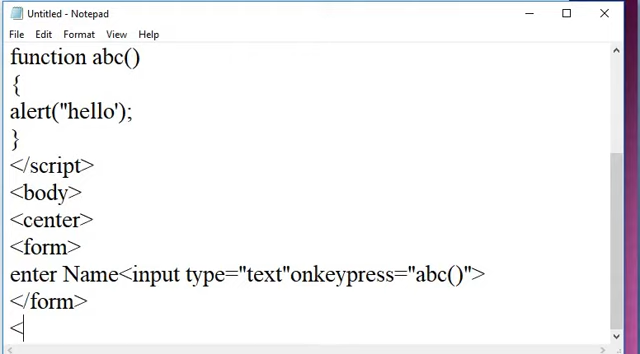 Untitled - Notepad
File Edit Format View Help
function abc()
{
alert("hello');
}
</script>
<body>
<center>
<form>
enter Name<input type="text"onkeypress="abc()">
</form>
<